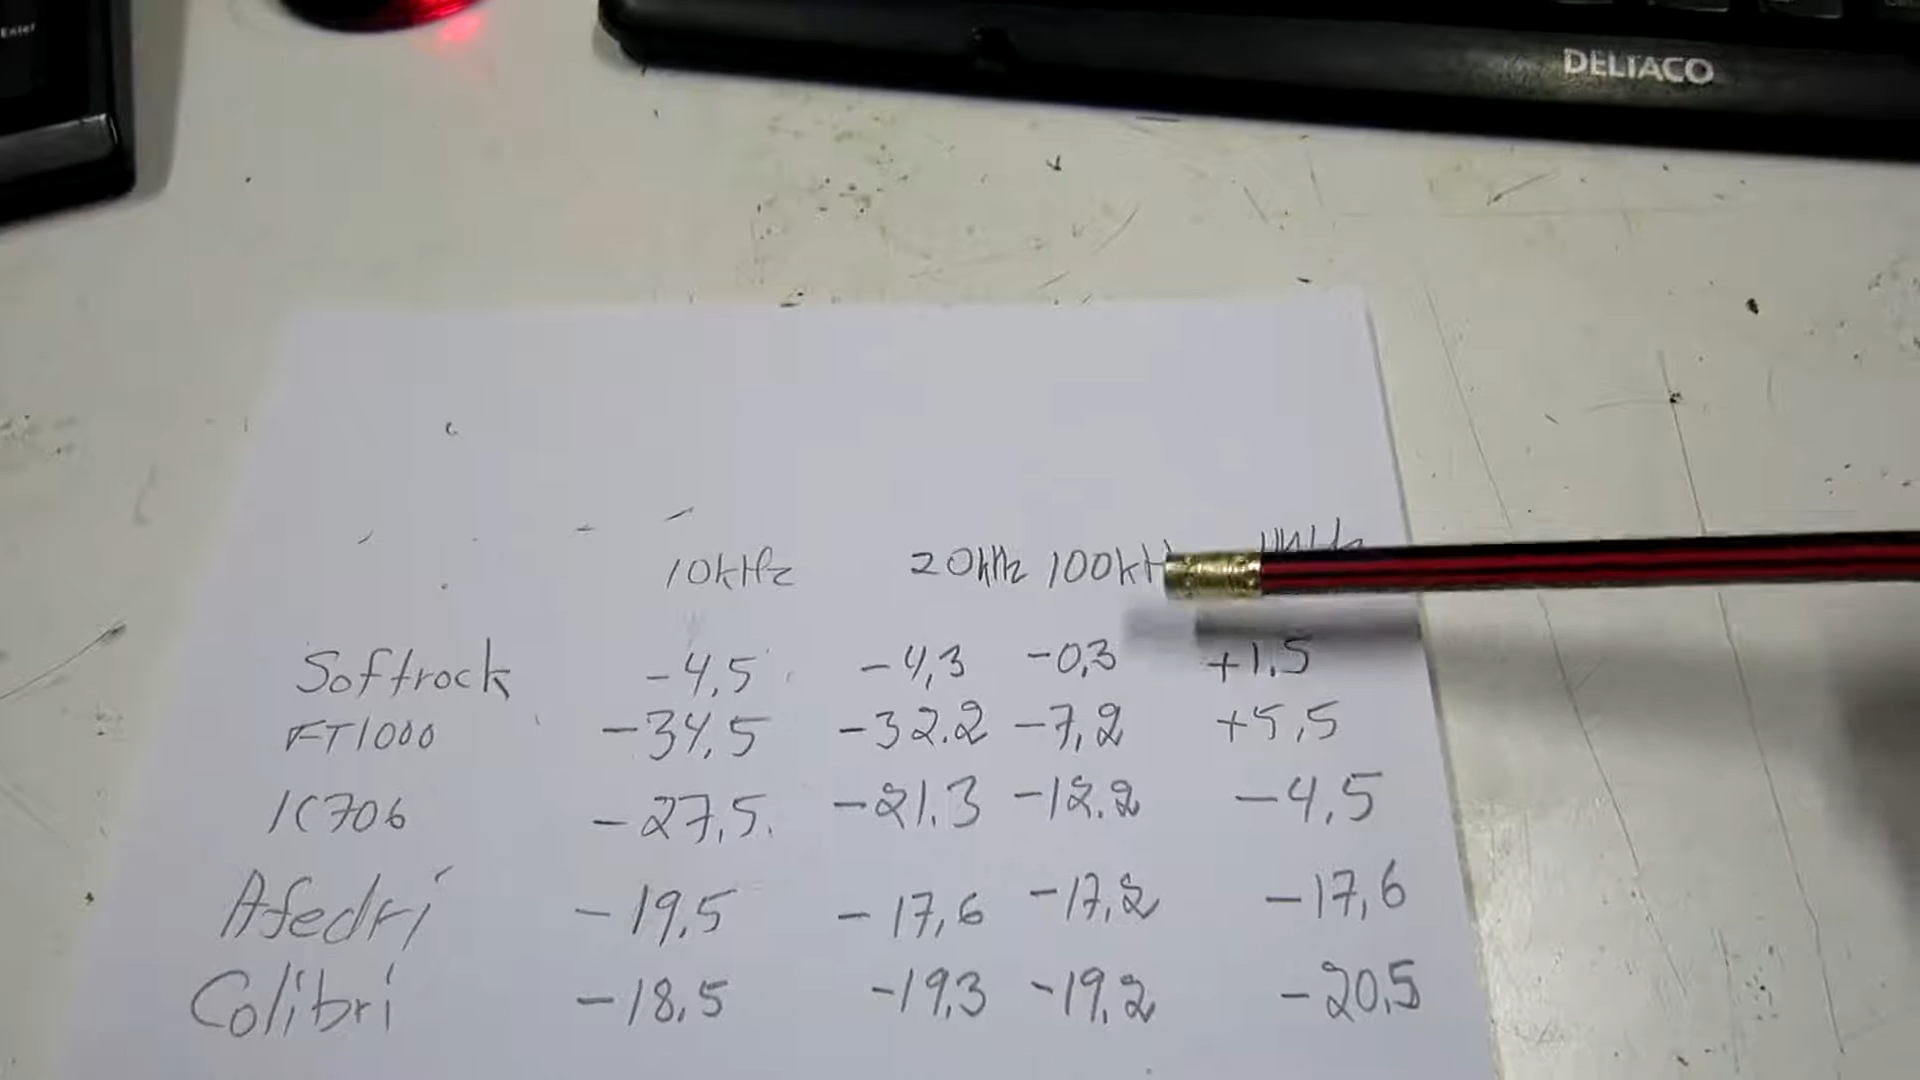 Enter
DELTACO
10kHz 20kHz 100kH
Softrock -4,5 -4,3 -0,3 +1,5
FT1000 -34,5 -32.2 -7,2 +5,5
IC706 -27,5. -21.3 -12.2 -4,5
Afedri -19,5 -17,6 -17,2 -17,6
Colibri -18,5 -19,3 -19,2 -20,5